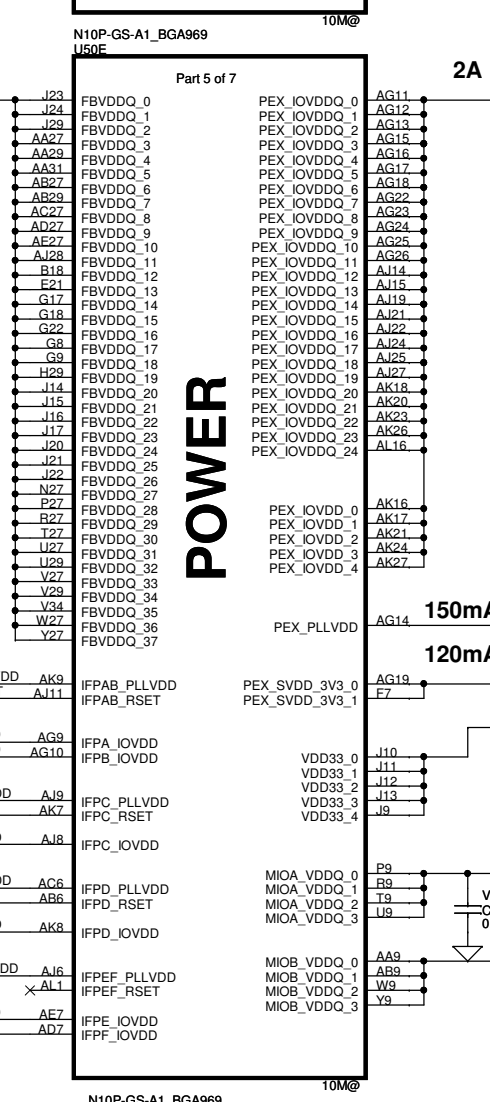 10M@
N10P-GS-A1_BGA969
U50E
Part 5 of 7
2A
J23 FBVDDQ_0 PEX_IOVDDQ_0 AG11
J24 FBVDDQ_1 PEX_IOVDDQ_1 AG12
J29 FBVDDQ_2 PEX_IOVDDQ_2 AG13
AA27 FBVDDQ_3 PEX_IOVDDQ_3 AG15
AA29 FBVDDQ_4 PEX_IOVDDQ_4 AG16
AA31 FBVDDQ_5 PEX_IOVDDQ_5 AG17
AB27 FBVDDQ_6 PEX_IOVDDQ_6 AG18
AB29 FBVDDQ_7 PEX_IOVDDQ_7 AG22
AC27 FBVDDQ_8 PEX_IOVDDQ_8 AG23
AD27 FBVDDQ_9 PEX_IOVDDQ_9 AG24
AE27 FBVDDQ_10 PEX_IOVDDQ_10 AG25
AJ28 FBVDDQ_11 PEX_IOVDDQ_11 AG26
B18 FBVDDQ_12 PEX_IOVDDQ_12 AJ14
E21 FBVDDQ_13 PEX_IOVDDQ_13 AJ15
G17 FBVDDQ_14 PEX_IOVDDQ_14 AJ19
G18 FBVDDQ_15 PEX_IOVDDQ_15 AJ21
G22 FBVDDQ_16 PEX_IOVDDQ_16 AJ22
G8 FBVDDQ_17 PEX_IOVDDQ_17 AJ24
G9 FBVDDQ_18 PEX_IOVDDQ_18 AJ25
H29 FBVDDQ_19 PEX_IOVDDQ_19 AJ27
J14 FBVDDQ_20 PEX_IOVDDQ_20 AK18
J15 FBVDDQ_21 PEX_IOVDDQ_21 AK20
J16 FBVDDQ_22 PEX_IOVDDQ_22 AK23
J17 FBVDDQ_23 PEX_IOVDDQ_23 AK26
J20 FBVDDQ_24 PEX_IOVDDQ_24 AL16
J21 FBVDDQ_25
J22 FBVDDQ_26
N27 FBVDDQ_27
P27 FBVDDQ_28 PEX_IOVDD_0 AK16
R27 FBVDDQ_29 PEX_IOVDD_1 AK17
T27 FBVDDQ_30 PEX_IOVDD_2 AK21
U27 FBVDDQ_31 PEX_IOVDD_3 AK24
U29 FBVDDQ_32 PEX_IOVDD_4 AK27
V27 FBVDDQ_33
V29 FBVDDQ_34
V34 FBVDDQ_35
W27 FBVDDQ_36 PEX_PLLVDD AG14 150mA
Y27 FBVDDQ_37
POWER
120mA
DD AK9 IFPAB_PLLVDD PEX_SVDD_3V3_0 AG19
AJ11 IFPAB_RSET PEX_SVDD_3V3_1 F7
AG9 IFPA_IOVDD
AG10 IFPB_IOVDD VDD33_0 J10
VDD33_1 J11
VDD33_2 J12
AJ9 IFPC_PLLVDD VDD33_3 J13
AK7 IFPC_RSET VDD33_4 J9
AJ8 IFPC_IOVDD
MIOA_VDDQ_0 P9
AC6 IFPD_PLLVDD MIOA_VDDQ_1 R9
AB6 IFPD_RSET MIOA_VDDQ_2 T9
MIOA_VDDQ_3 U9
AK8 IFPD_IOVDD
MIOB_VDDQ_0 AA9
DD AJ6 IFPEF_PLLVDD MIOB_VDDQ_1 AB9
AL1 IFPEF_RSET MIOB_VDDQ_2 W9
MIOB_VDDQ_3 Y9
AE7 IFPE_IOVDD
AD7 IFPF_IOVDD
10M@
N10P-GS-A1_BGA969